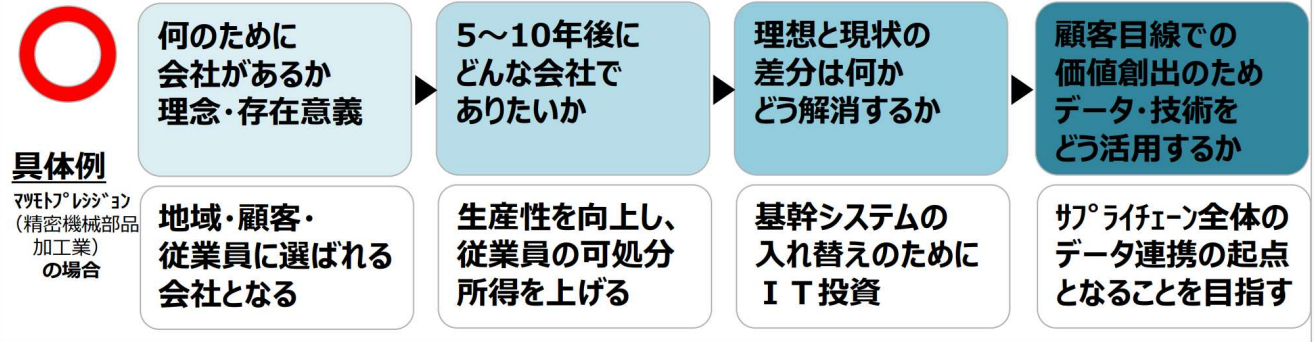 何のために
会社があるか
理念・存在意義
5～10年後に
どんな会社で
ありたいか
理想と現状の
差分は何か
どう解消するか
顧客目線での
価値創出のため
データ・技術を
どう活用するか
具体例
ﾏﾂﾓﾄﾌﾟﾚｼｼﾞｮﾝ
（精密機械部品
加工業）
の場合
地域・顧客・
従業員に選ばれる
会社となる
生産性を向上し、
従業員の可処分
所得を上げる
基幹システムの
入れ替えのために
ＩＴ投資
ｻﾌﾟﾗｲﾁｪｰﾝ全体の
データ連携の起点
となることを目指す